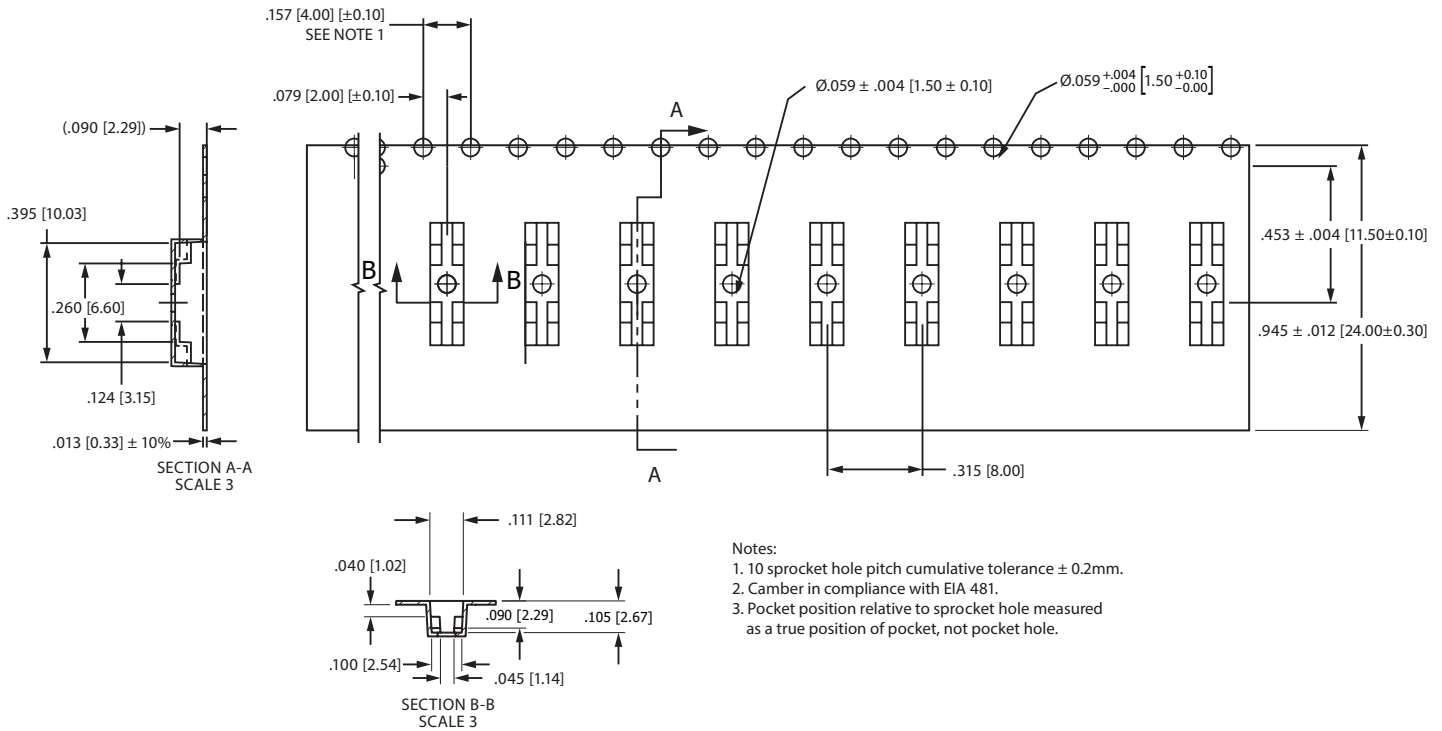 .157 [4.00] [±0.10]
SEE NOTE 1
.079 [2.00] [±0.10]
Ø.059 ± .004 [1.50 ± 0.10]
Ø.059 +.004 -.000 [1.50 +0.10 -0.00]
A
(.090 [2.29])
.395 [10.03]
.260 [6.60]
.124 [3.15]
.013 [0.33] ± 10%
SECTION A-A
SCALE 3
B
B
.453 ± .004 [11.50±0.10]
.945 ± .012 [24.00±0.30]
A
.315 [8.00]
.111 [2.82]
.040 [1.02]
.090 [2.29]
.105 [2.67]
.100 [2.54]
.045 [1.14]
SECTION B-B
SCALE 3
Notes:
1. 10 sprocket hole pitch cumulative tolerance ± 0.2mm.
2. Camber in compliance with EIA 481.
3. Pocket position relative to sprocket hole measured
as a true position of pocket, not pocket hole.